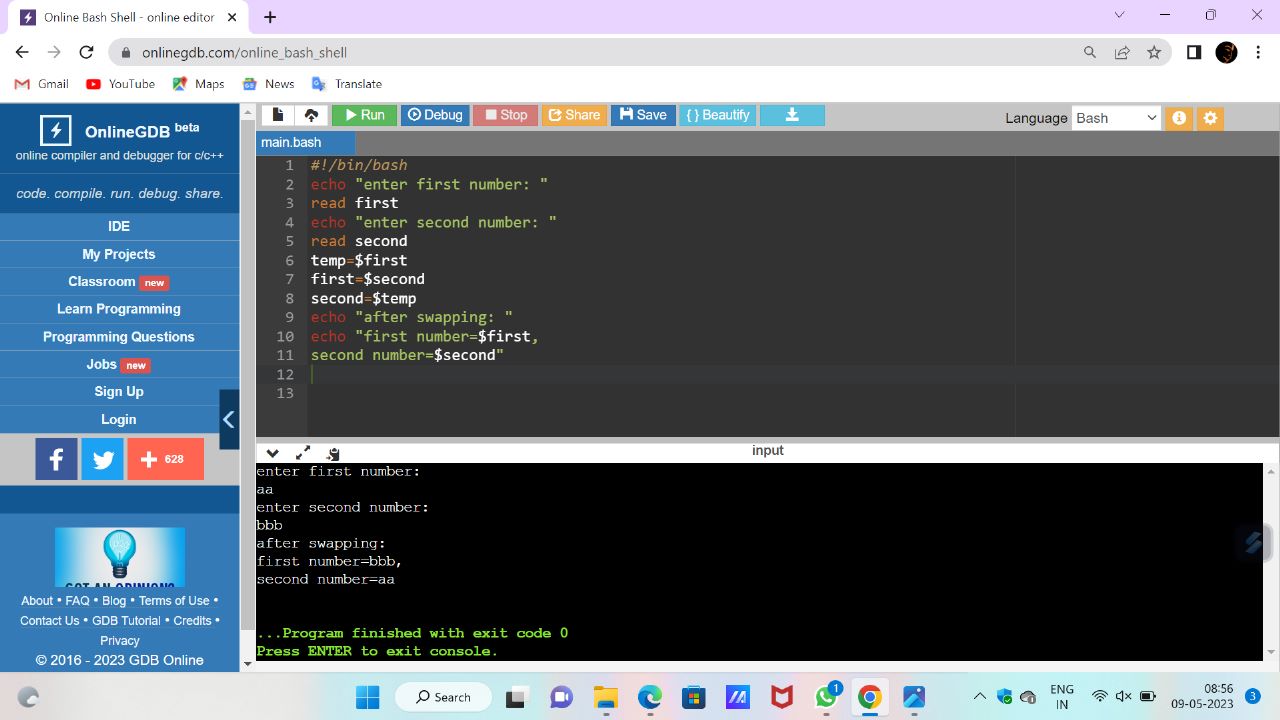 Online Bash Shell - online editor
onlinegdb.com/online_bash_shell
Gmail YouTube Maps News Translate
OnlineGDB beta
online compiler and debugger for c/c++
code. compile. run. debug. share.
IDE
My Projects
Classroom new
Learn Programming
Programming Questions
Jobs new
Sign Up
Login
f + 628
About • FAQ • Blog • Terms of Use •
Contact Us • GDB Tutorial • Credits •
Privacy
© 2016 - 2023 GDB Online
Run Debug Stop Share Save { } Beautify
Language Bash
main.bash
1 #!/bin/bash
2 echo "enter first number: "
3 read first
4 echo "enter second number: "
5 read second
6 temp=$first
7 first=$second
8 second=$temp
9 echo "after swapping: "
10 echo "first number=$first,
11 second number=$second"
12
13
input
enter first number:
aa
enter second number:
bbb
after swapping:
first number=bbb,
second number=aa
...Program finished with exit code 0
Press ENTER to exit console.
Search
1
ENG
IN
08:56
09-05-2023
3